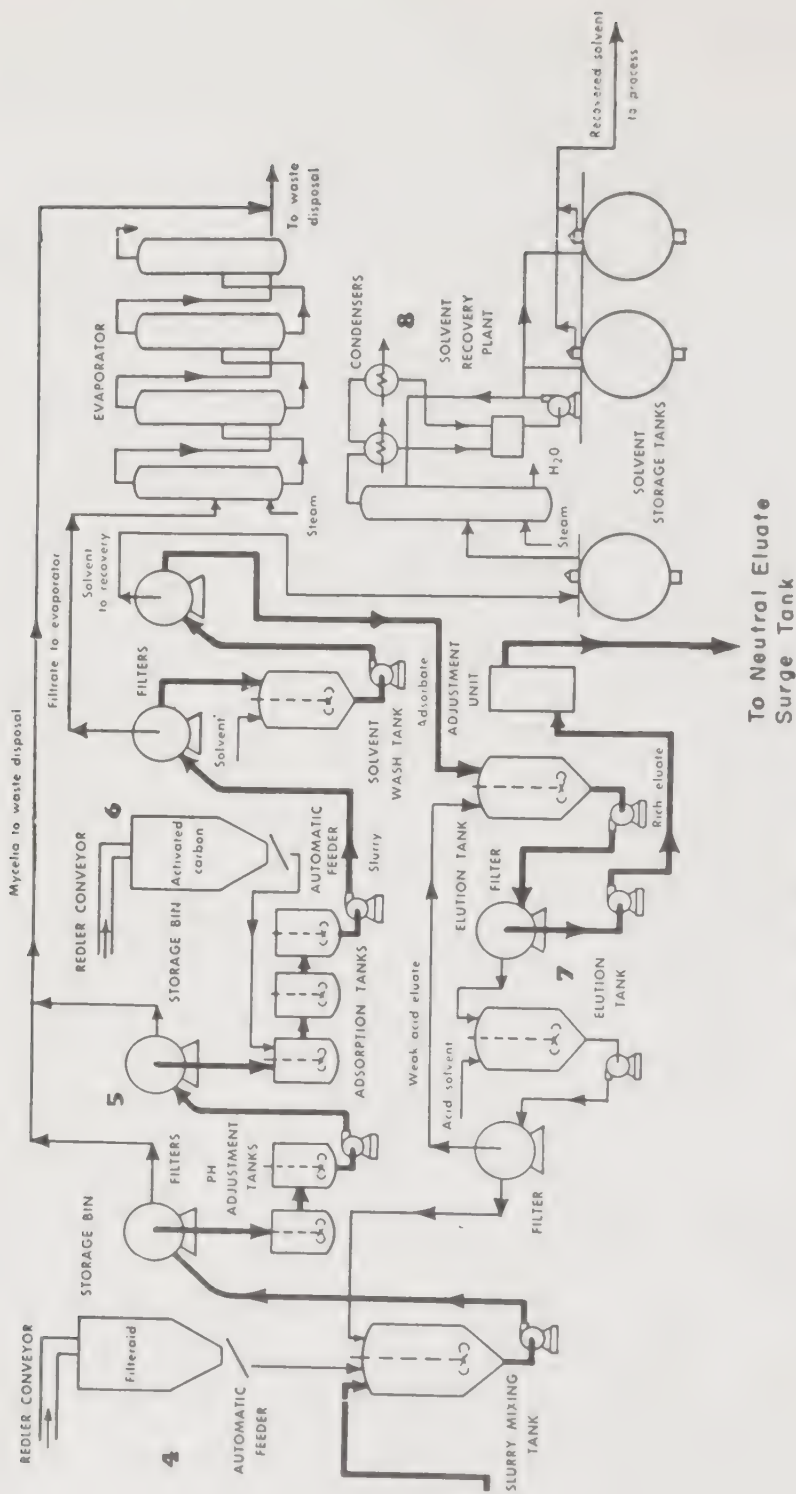 REDLER CONVEYOR
4
Filteraid
STORAGE BIN
AUTOMATIC
FEEDER
SLURRY MIXING
TANK
FILTERS
PH
ADJUSTMENT
TANKS
5
Mycelia to waste disposal
REDLER CONVEYOR
6
STORAGE BIN
Activated
carbon
AUTOMATIC
FEEDER
ADSORPTION TANKS
Slurry
Filtrate to evaporator
FILTERS
Solvent
to recovery
Solvent
SOLVENT
WASH TANK
Adsorbate
EVAPORATOR
Steam
To waste
disposal
CONDENSERS
8
SOLVENT
RECOVERY
PLANT
Steam
H2O
SOLVENT
STORAGE TANKS
Recovered solvent
to process
Weak acid eluate
Acid solvent
FILTER
ELUTION TANK
FILTER
7
ELUTION
TANK
Rich eluate
ADJUSTMENT
UNIT
To Neutral Eluate
Surge Tank